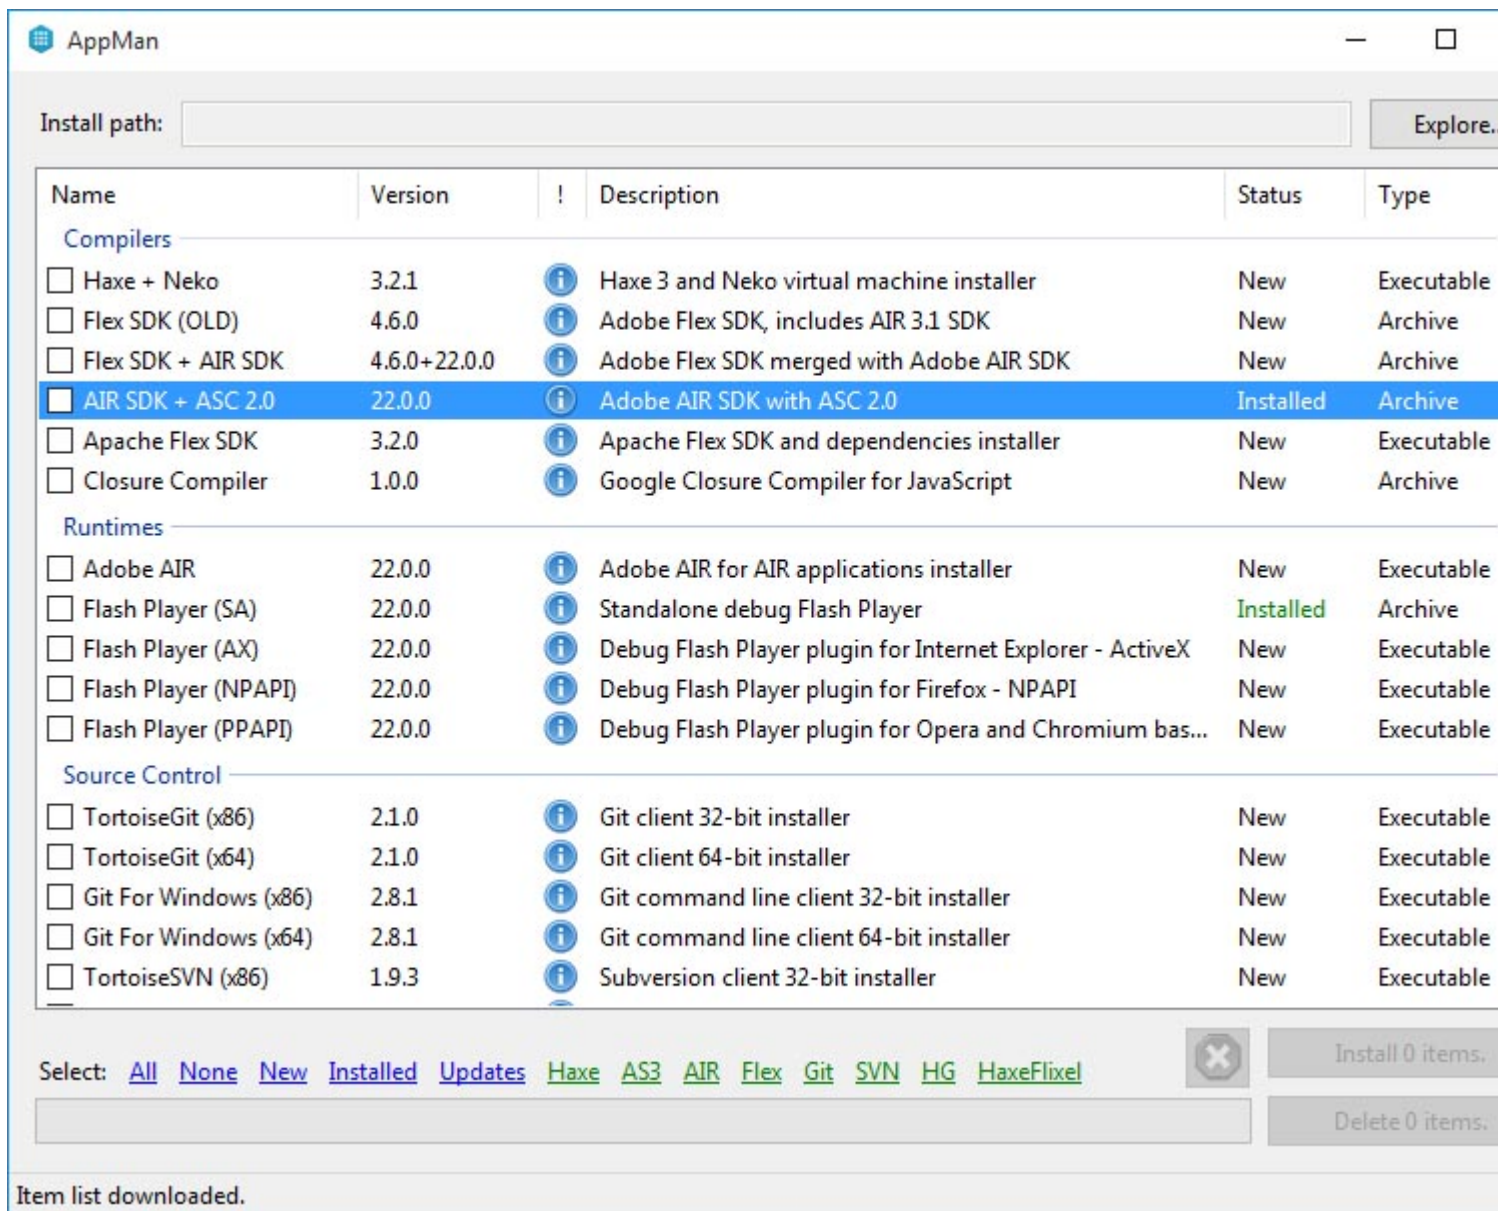 AppMan
Install path: Explore..
Name Version ! Description Status Type
Compilers
Haxe + Neko 3.2.1 Haxe 3 and Neko virtual machine installer New Executable
Flex SDK (OLD) 4.6.0 Adobe Flex SDK, includes AIR 3.1 SDK New Archive
Flex SDK + AIR SDK 4.6.0+22.0.0 Adobe Flex SDK merged with Adobe AIR SDK New Archive
AIR SDK + ASC 2.0 22.0.0 Adobe AIR SDK with ASC 2.0 Installed Archive
Apache Flex SDK 3.2.0 Apache Flex SDK and dependencies installer New Executable
Closure Compiler 1.0.0 Google Closure Compiler for JavaScript New Archive
Runtimes
Adobe AIR 22.0.0 Adobe AIR for AIR applications installer New Executable
Flash Player (SA) 22.0.0 Standalone debug Flash Player Installed Archive
Flash Player (AX) 22.0.0 Debug Flash Player plugin for Internet Explorer - ActiveX New Executable
Flash Player (NPAPI) 22.0.0 Debug Flash Player plugin for Firefox - NPAPI New Executable
Flash Player (PPAPI) 22.0.0 Debug Flash Player plugin for Opera and Chromium bas... New Executable
Source Control
TortoiseGit (x86) 2.1.0 Git client 32-bit installer New Executable
TortoiseGit (x64) 2.1.0 Git client 64-bit installer New Executable
Git For Windows (x86) 2.8.1 Git command line client 32-bit installer New Executable
Git For Windows (x64) 2.8.1 Git command line client 64-bit installer New Executable
TortoiseSVN (x86) 1.9.3 Subversion client 32-bit installer New Executable
Select: All None New Installed Updates Haxe AS3 AIR Flex Git SVN HG HaxeFlixel Install 0 items.
Delete 0 items.
Item list downloaded.